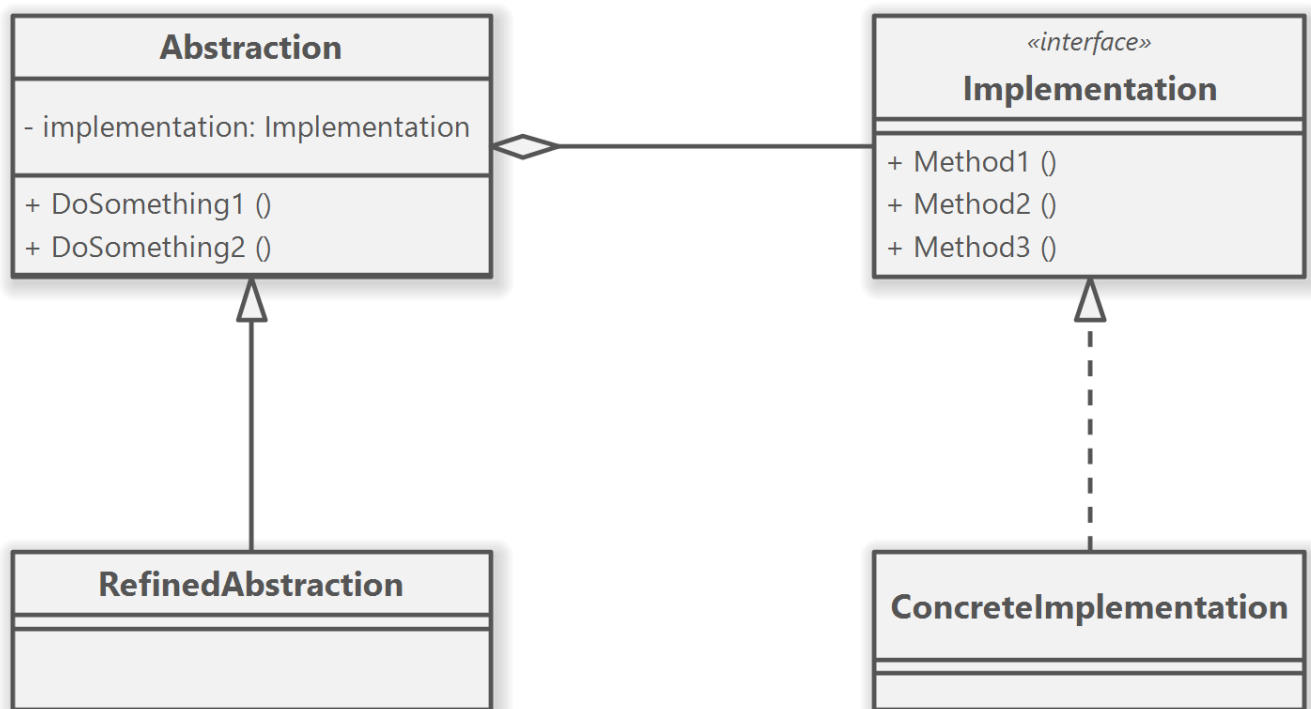 Abstraction
- implementation: Implementation
+ DoSomething1 ()
+ DoSomething2 ()
«interface»
Implementation
+ Method1 ()
+ Method2 ()
+ Method3 ()
RefinedAbstraction
ConcreteImplementation